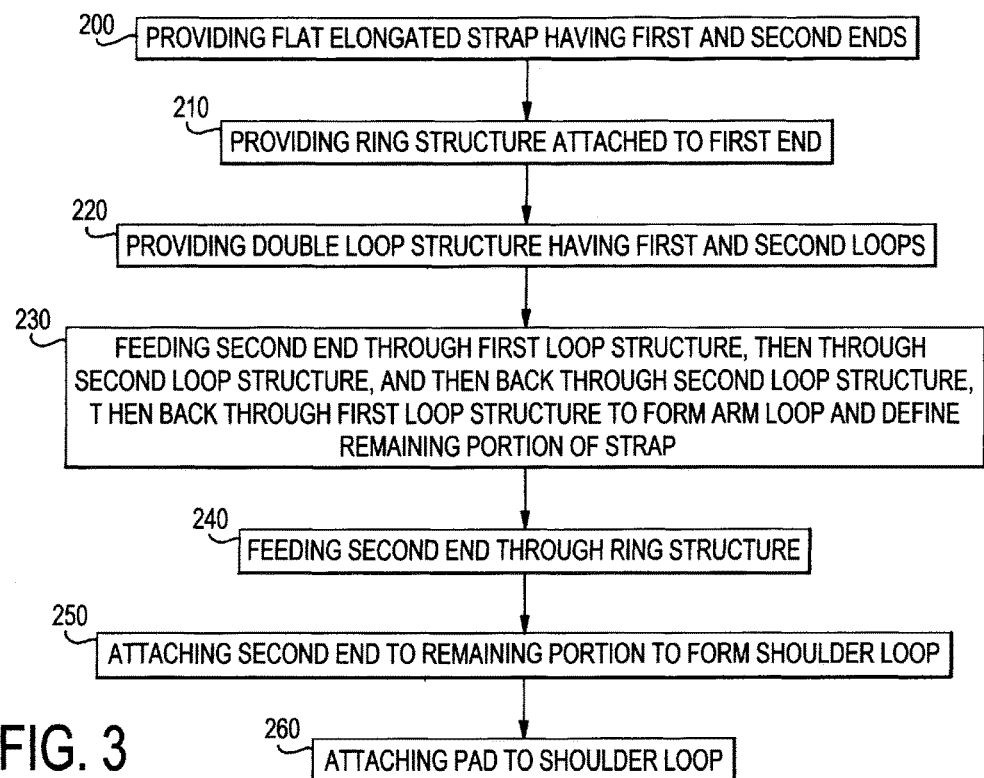 200
PROVIDING FLAT ELONGATED STRAP HAVING FIRST AND SECOND ENDS
210
PROVIDING RING STRUCTURE ATTACHED TO FIRST END
220
PROVIDING DOUBLE LOOP STRUCTURE HAVING FIRST AND SECOND LOOPS
230
FEEDING SECOND END THROUGH FIRST LOOP STRUCTURE, THEN THROUGH
SECOND LOOP STRUCTURE, AND THEN BACK THROUGH SECOND LOOP STRUCTURE,
T HEN BACK THROUGH FIRST LOOP STRUCTURE TO FORM ARM LOOP AND DEFINE
REMAINING PORTION OF STRAP
240
FEEDING SECOND END THROUGH RING STRUCTURE
250
ATTACHING SECOND END TO REMAINING PORTION TO FORM SHOULDER LOOP
260
ATTACHING PAD TO SHOULDER LOOP
FIG. 3